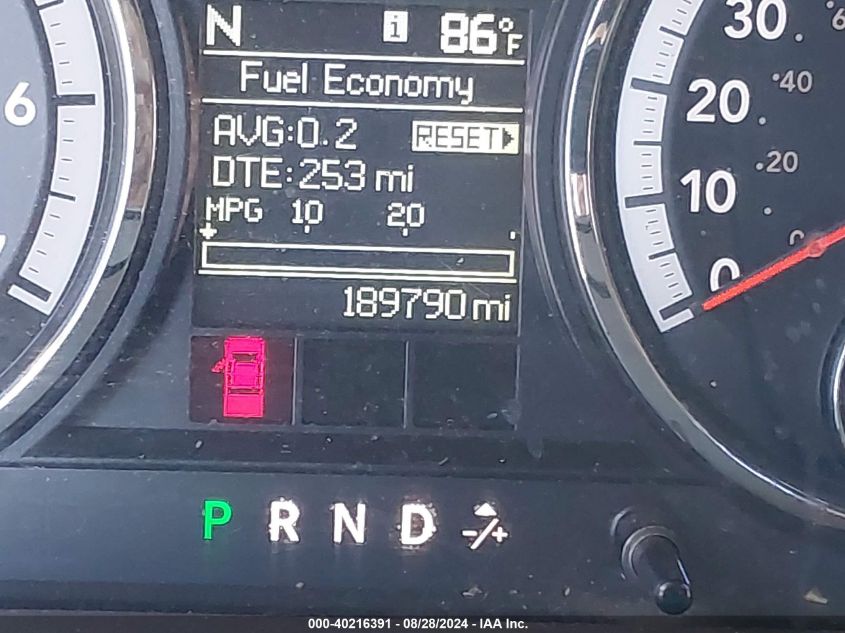 N i 86°F
Fuel Economy
AVG:0.2 RESET
DTE:253 mi
MPG 10 20
189790 mi
6
30
20
10
0
40
20
0
P R N D -/+
000-40216391 | 08/28/2024 | IAA Inc.